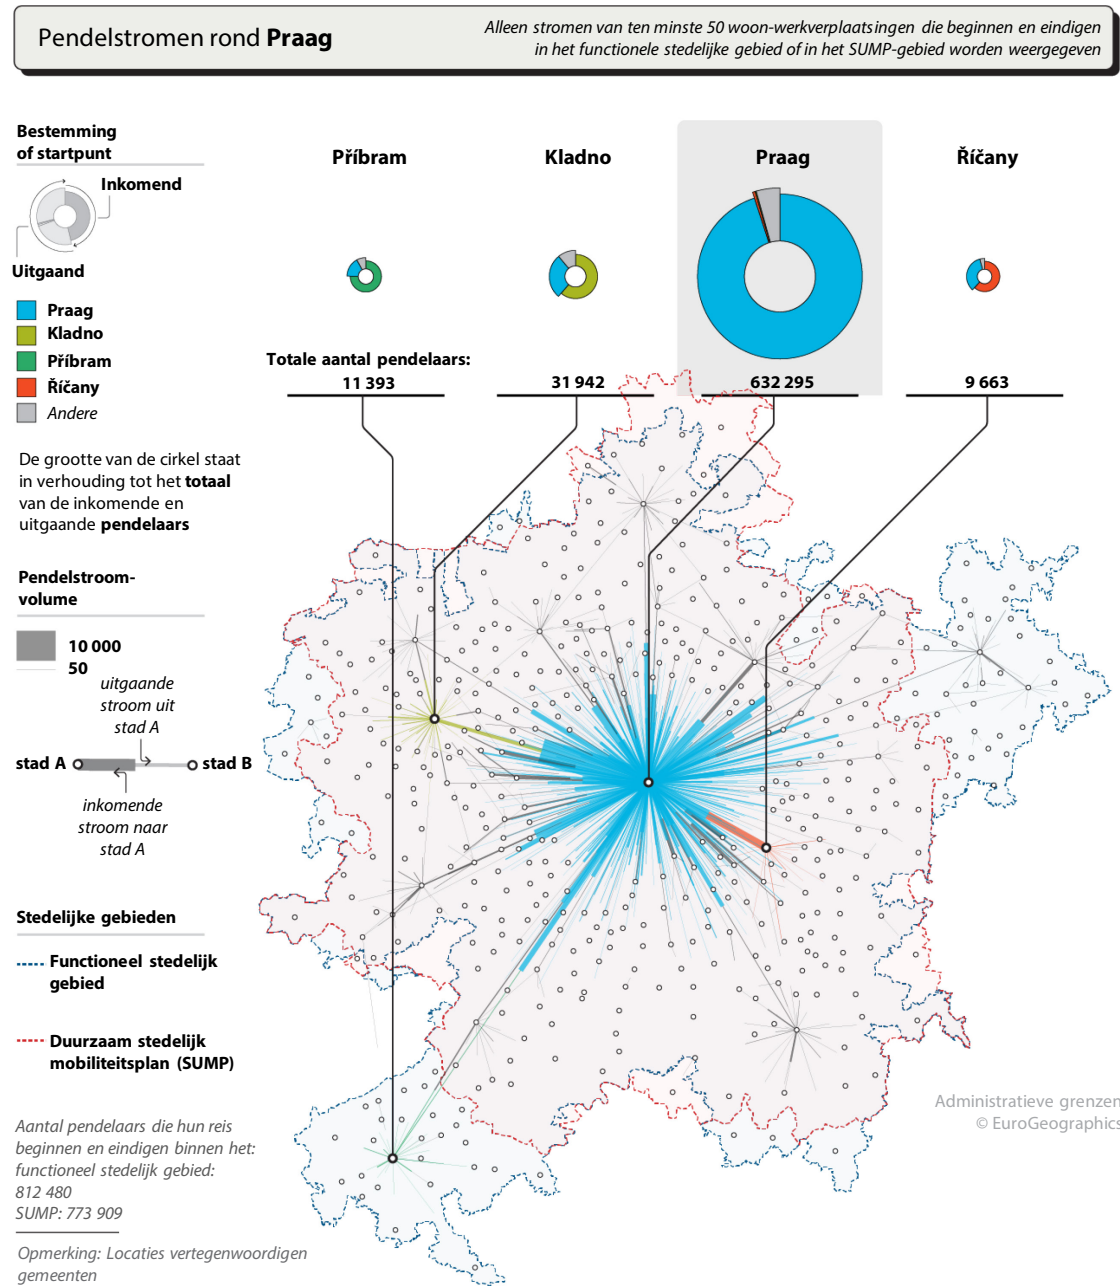 Pendelstromen rond Praag
Alleen stromen van ten minste 50 woon-werkverplaatsingen die beginnen en eindigen
in het functionele stedelijke gebied of in het SUMP-gebied worden weergegeven
Bestemming
of startpunt
Inkomend
Uitgaand
Praag
Kladno
Příbram
Říčany
Andere
Příbram
Kladno
Praag
Říčany
Totale aantal pendelaars:
11 393
31 942
632 295
9 663
De grootte van de cirkel staat
in verhouding tot het totaal
van de inkomende en
uitgaande pendelaars
Pendelstroom-
volume
10 000
50
uitgaande
stroom uit
stad A
stad A
stad B
inkomende
stroom naar
stad A
Stedelijke gebieden
Functioneel stedelijk
gebied
Duurzaam stedelijk
mobiliteitsplan (SUMP)
Aantal pendelaars die hun reis
beginnen en eindigen binnen het:
functioneel stedelijk gebied:
812 480
SUMP: 773 909
Opmerking: Locaties vertegenwoordigen
gemeenten
Administratieve grenzen
© EuroGeographics